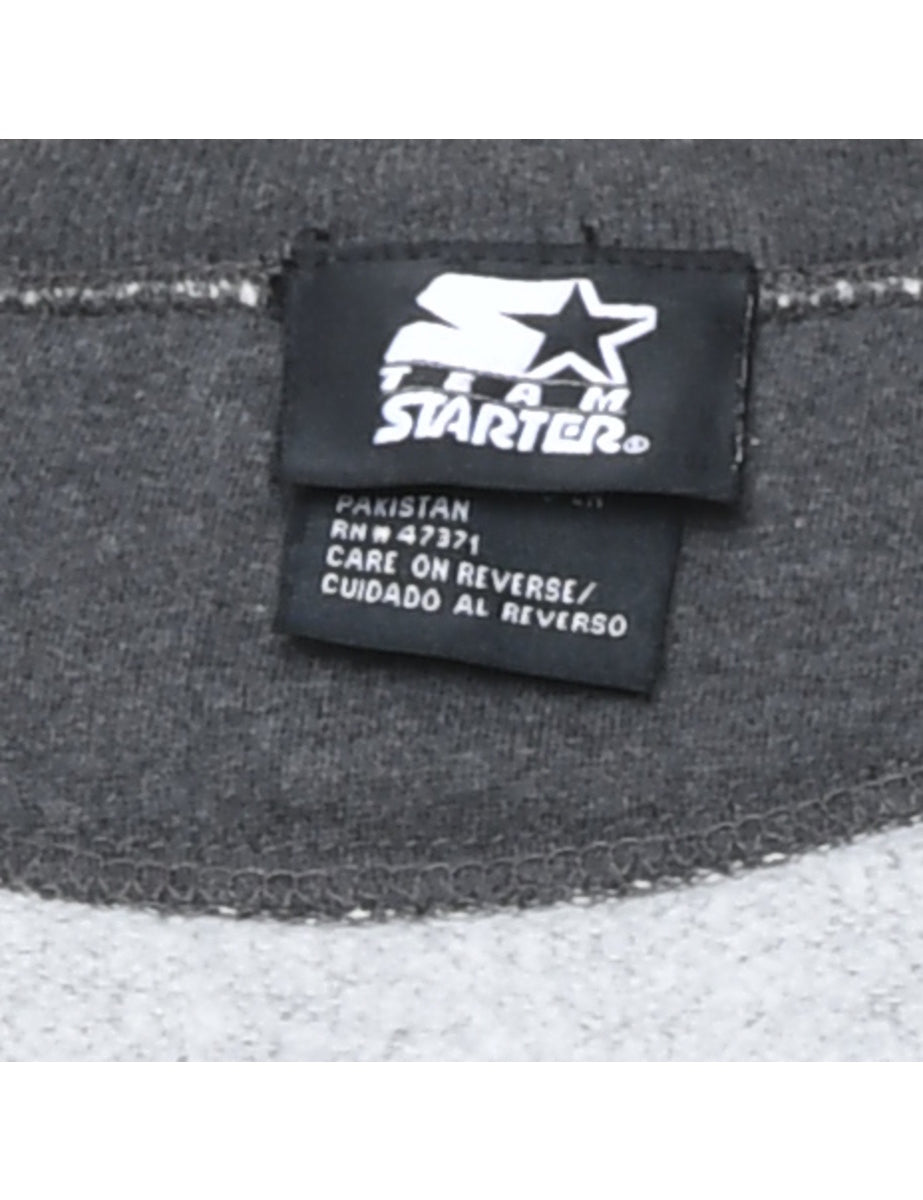 TEAM
STARTER®
PAKISTAN
RN# 47371
CARE ON REVERSE/
CUIDADO AL REVERSO